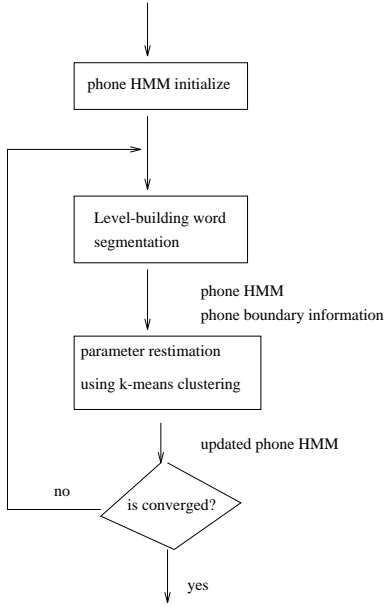 phone HMM initialize
Level-building word
segmentation
phone HMM
phone boundary information
parameter restimation
using k-means clustering
updated phone HMM
no
is converged?
yes